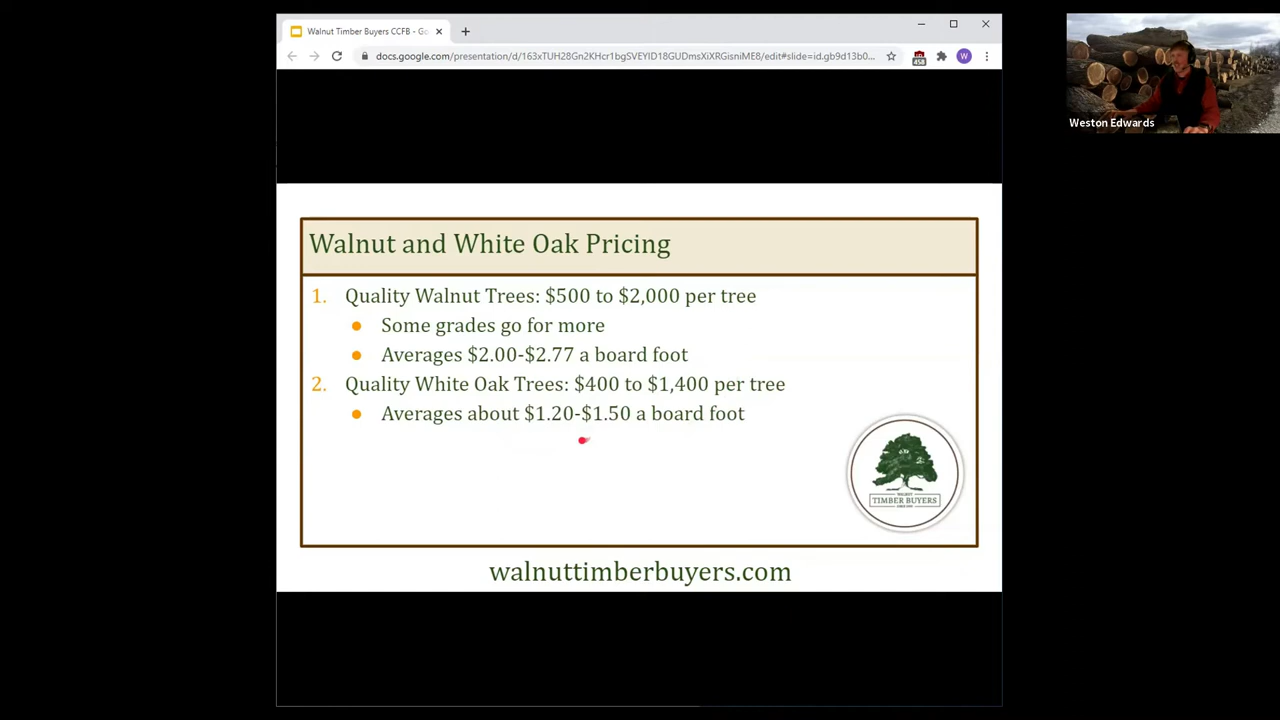 Walnut Timber Buyers CCFB - Go
docs.google.com/presentation/d/163xTUH28Gn2KHcr1bgSVEYID18GUDmsXiXRGisniME8/edit#slide=id.gb9d13b0...
458
W
Weston Edwards
Walnut and White Oak Pricing
1. Quality Walnut Trees: $500 to $2,000 per tree
● Some grades go for more
● Averages $2.00-$2.77 a board foot
2. Quality White Oak Trees: $400 to $1,400 per tree
● Averages about $1.20-$1.50 a board foot
WALNUT
TIMBER BUYERS
walnuttimberbuyers.com